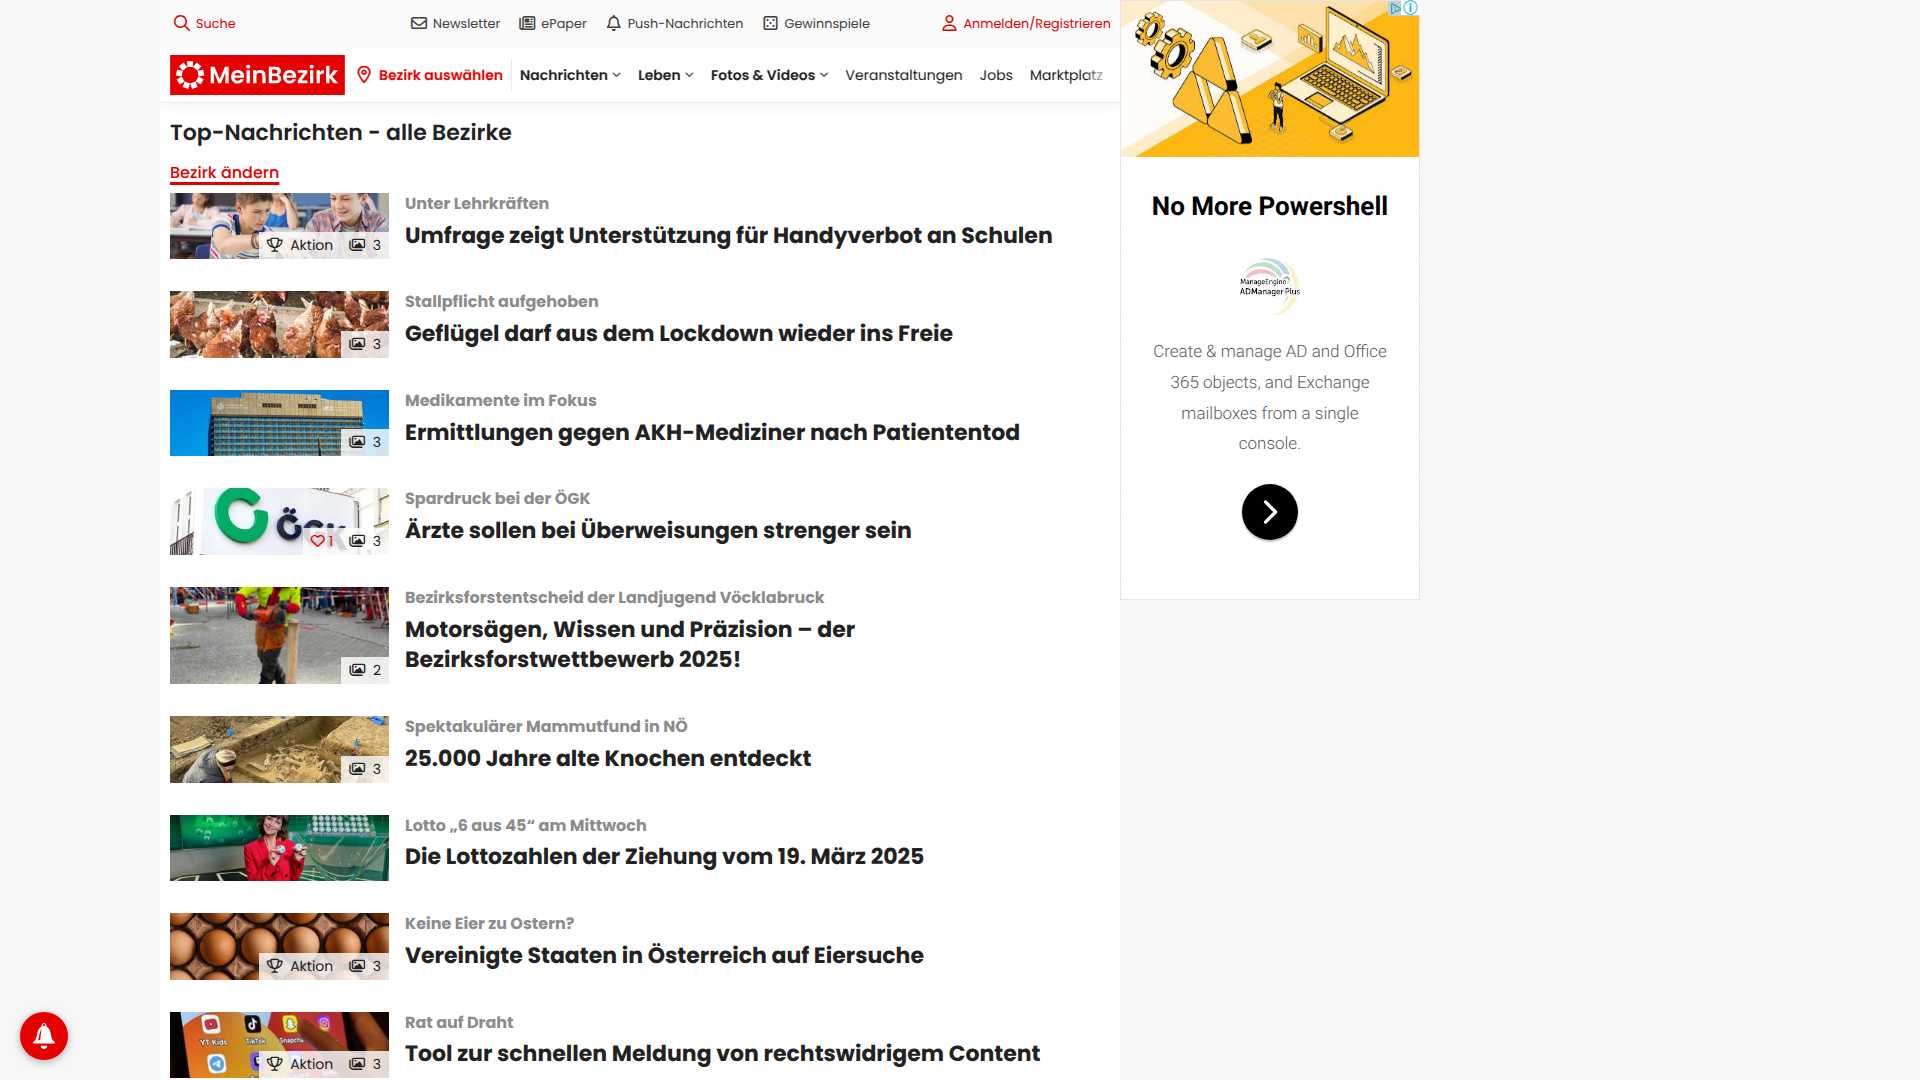 Suche
Newsletter
ePaper
Push-Nachrichten
Gewinnspiele
Anmelden/Registrieren
MeinBezirk
Bezirk auswählen
Nachrichten
Leben
Fotos & Videos
Veranstaltungen
Jobs
Marktplatz
Top-Nachrichten - alle Bezirke
Bezirk ändern
Aktion 3
Unter Lehrkräften
Umfrage zeigt Unterstützung für Handyverbot an Schulen
3
Stallpflicht aufgehoben
Geflügel darf aus dem Lockdown wieder ins Freie
3
Medikamente im Fokus
Ermittlungen gegen AKH-Mediziner nach Patiententod
ÖGK
1 3
Spardruck bei der ÖGK
Ärzte sollen bei Überweisungen strenger sein
2
Bezirksforstentscheid der Landjugend Vöcklabruck
Motorsägen, Wissen und Präzision – der
Bezirksforstwettbewerb 2025!
3
Spektakulärer Mammutfund in NÖ
25.000 Jahre alte Knochen entdeckt
Lotto „6 aus 45“ am Mittwoch
Die Lottozahlen der Ziehung vom 19. März 2025
Aktion 3
Keine Eier zu Ostern?
Vereinigte Staaten in Österreich auf Eiersuche
YT Kids
TikTok
Snapchat
Aktion 3
Rat auf Draht
Tool zur schnellen Meldung von rechtswidrigem Content
No More Powershell
ManageEngine
ADManager Plus
Create & manage AD and Office
365 objects, and Exchange
mailboxes from a single
console.